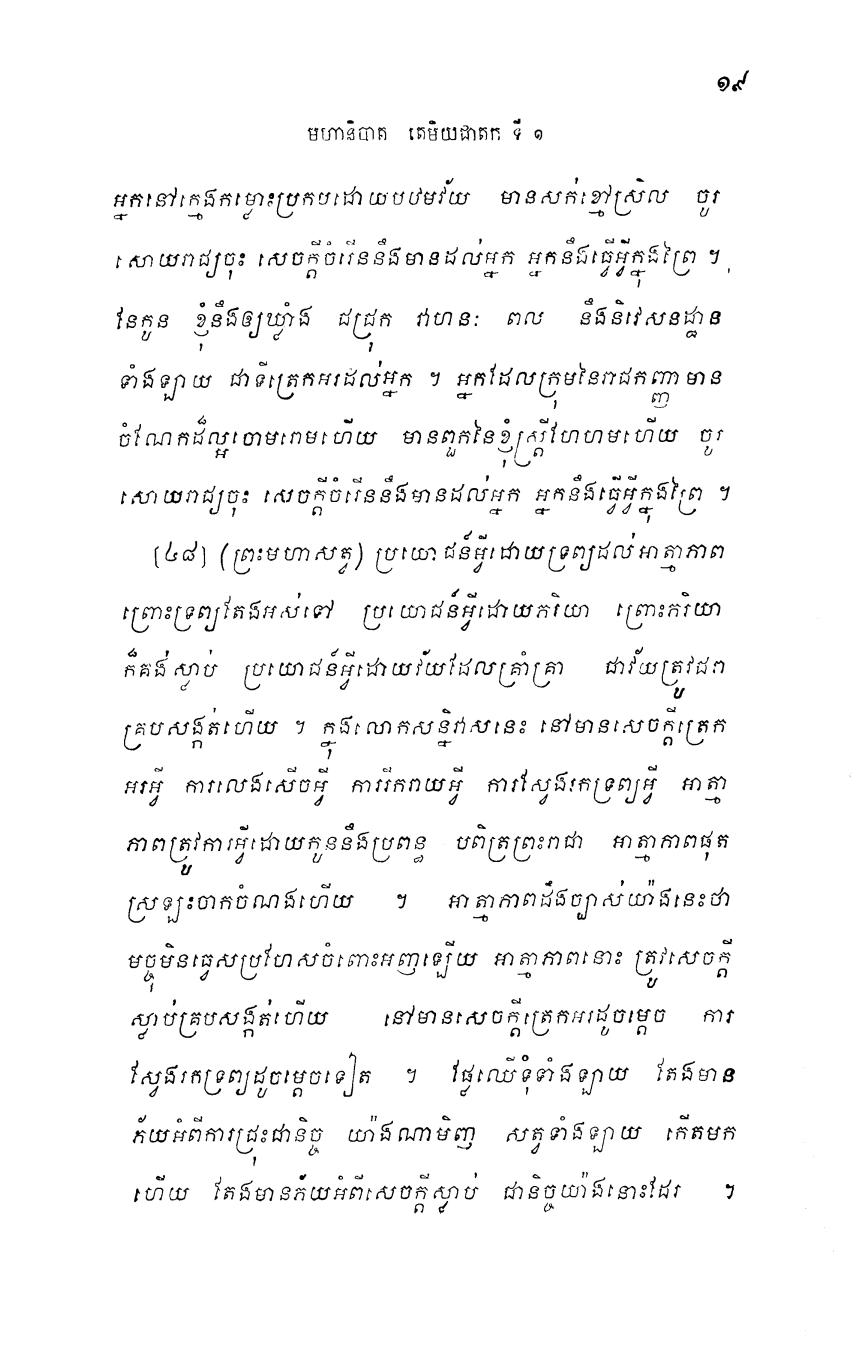 ១៩
មហានិបាត តេមិយជាតក ទី ១
អ្នកនៅក្មេងកម្លោះប្រកបដោយបឋមវ័យ មានសក់ខ្មៅស្រិល ចូរ
សោយរាជ្យចុះ សេចក្តីចំរើននឹងមានដល់អ្នក អ្នកនឹងធ្វើអ្វីក្នុងព្រៃ ។
នែកូន ខ្ញុំនឹងឲ្យឃ្លាំង ជជ្រុក វាហនៈ ពល នឹងនិវេសនដ្ឋាន
ទាំងឡាយ ជាទីត្រេកអរដល់អ្នក ។ អ្នកដែលក្រុមនៃរាជកញ្ញាមាន
ចំណែកដ៏ល្អចោមរោមហើយ មានពួកនៃខ្ញុំស្ត្រីហែហមហើយ ចូរ
សោយរាជ្យចុះ សេចក្តីចំរើននឹងមានដល់អ្នក អ្នកនឹងធ្វើអ្វីក្នុងព្រៃ ។
[៤៨] (ព្រះមហាសត្វ) ប្រយោជន៍អ្វីដោយទ្រព្យដល់អាត្មាភាព
ព្រោះទ្រព្យតែងអស់ទៅ ប្រយោជន៍អ្វីដោយភរិយា ព្រោះភរិយា
ក៏គង់ស្លាប់ ប្រយោជន៍អ្វីដោយវ័យដែលគ្រាំគ្រា ជាវ័យត្រូវជរា
គ្របសង្កត់ហើយ ។ ក្នុងលោកសន្និវាសនេះ នៅមានសេចក្តីត្រេក
អរអ្វី ការលេងសើចអ្វី ការរីករាយអ្វី ការស្វែងរកទ្រព្យអ្វី អាត្មា
ភាពត្រូវការអ្វីដោយកូននឹងប្រពន្ធ បពិត្រព្រះរាជា អាត្មាភាពផុត
ស្រឡះចាកចំណងហើយ ។ អាត្មាភាពដឹងច្បាស់យ៉ាងនេះថា
មច្ចុមិនធ្វេសប្រហែសចំពោះអញឡើយ អាត្មាភាពនោះ ត្រូវសេចក្តី
ស្លាប់គ្របសង្កត់ហើយ នៅមានសេចក្តីត្រេកអរដូចម្តេច ការ
ស្វែងរកទ្រព្យដូចម្តេចទៀត ។ ផ្លែឈើទុំទាំងឡាយ តែងមាន
ភ័យអំពីការជ្រុះជានិច្ច យ៉ាងណាមិញ សត្វទាំងឡាយ កើតមក
ហើយ តែងមានភ័យអំពីសេចក្តីស្លាប់ ជានិច្ចយ៉ាងនោះដែរ ។